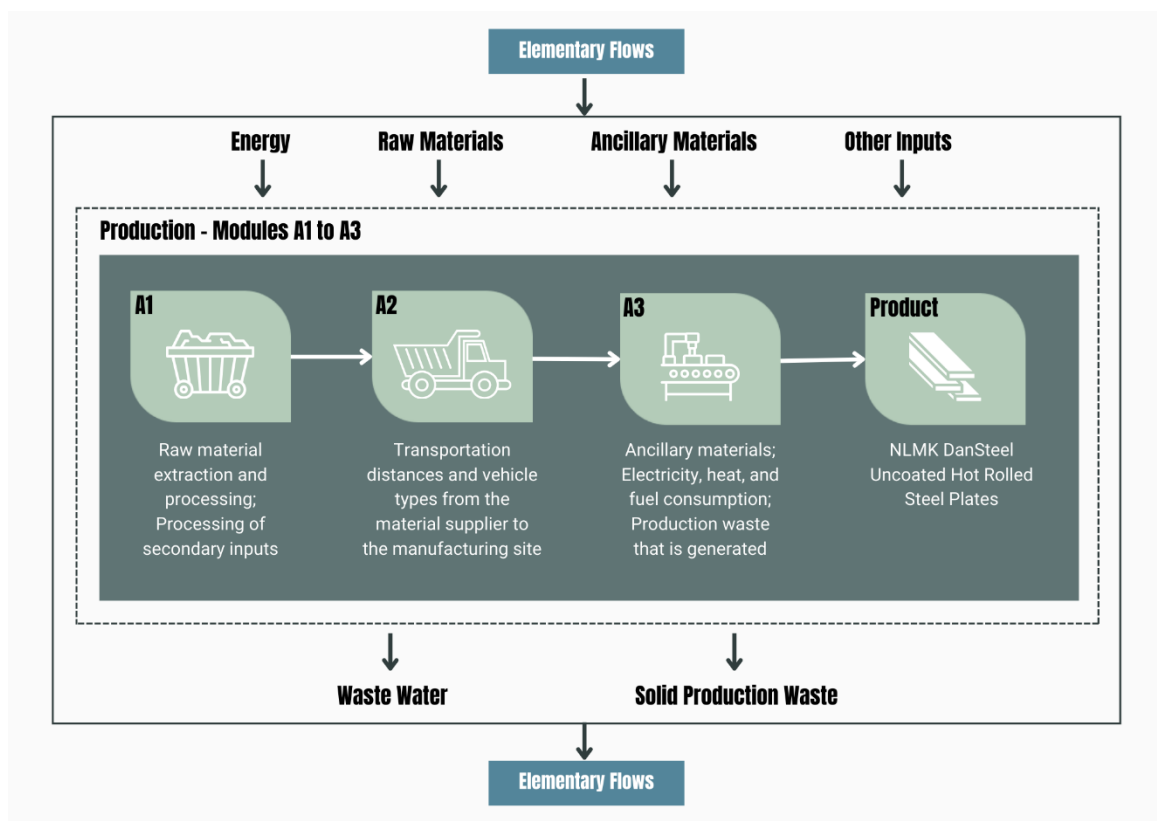 Elementary Flows
Energy
Raw Materials
Ancillary Materials
Other Inputs
Production - Modules A1 to A3
A1
Raw material
extraction and
processing;
Processing of
secondary inputs
A2
Transportation
distances and vehicle
types from the
material supplier to
the manufacturing site
A3
Ancillary materials;
Electricity, heat, and
fuel consumption;
Production waste
that is generated
Product
NLMK DanSteel
Uncoated Hot Rolled
Steel Plates
Waste Water
Solid Production Waste
Elementary Flows